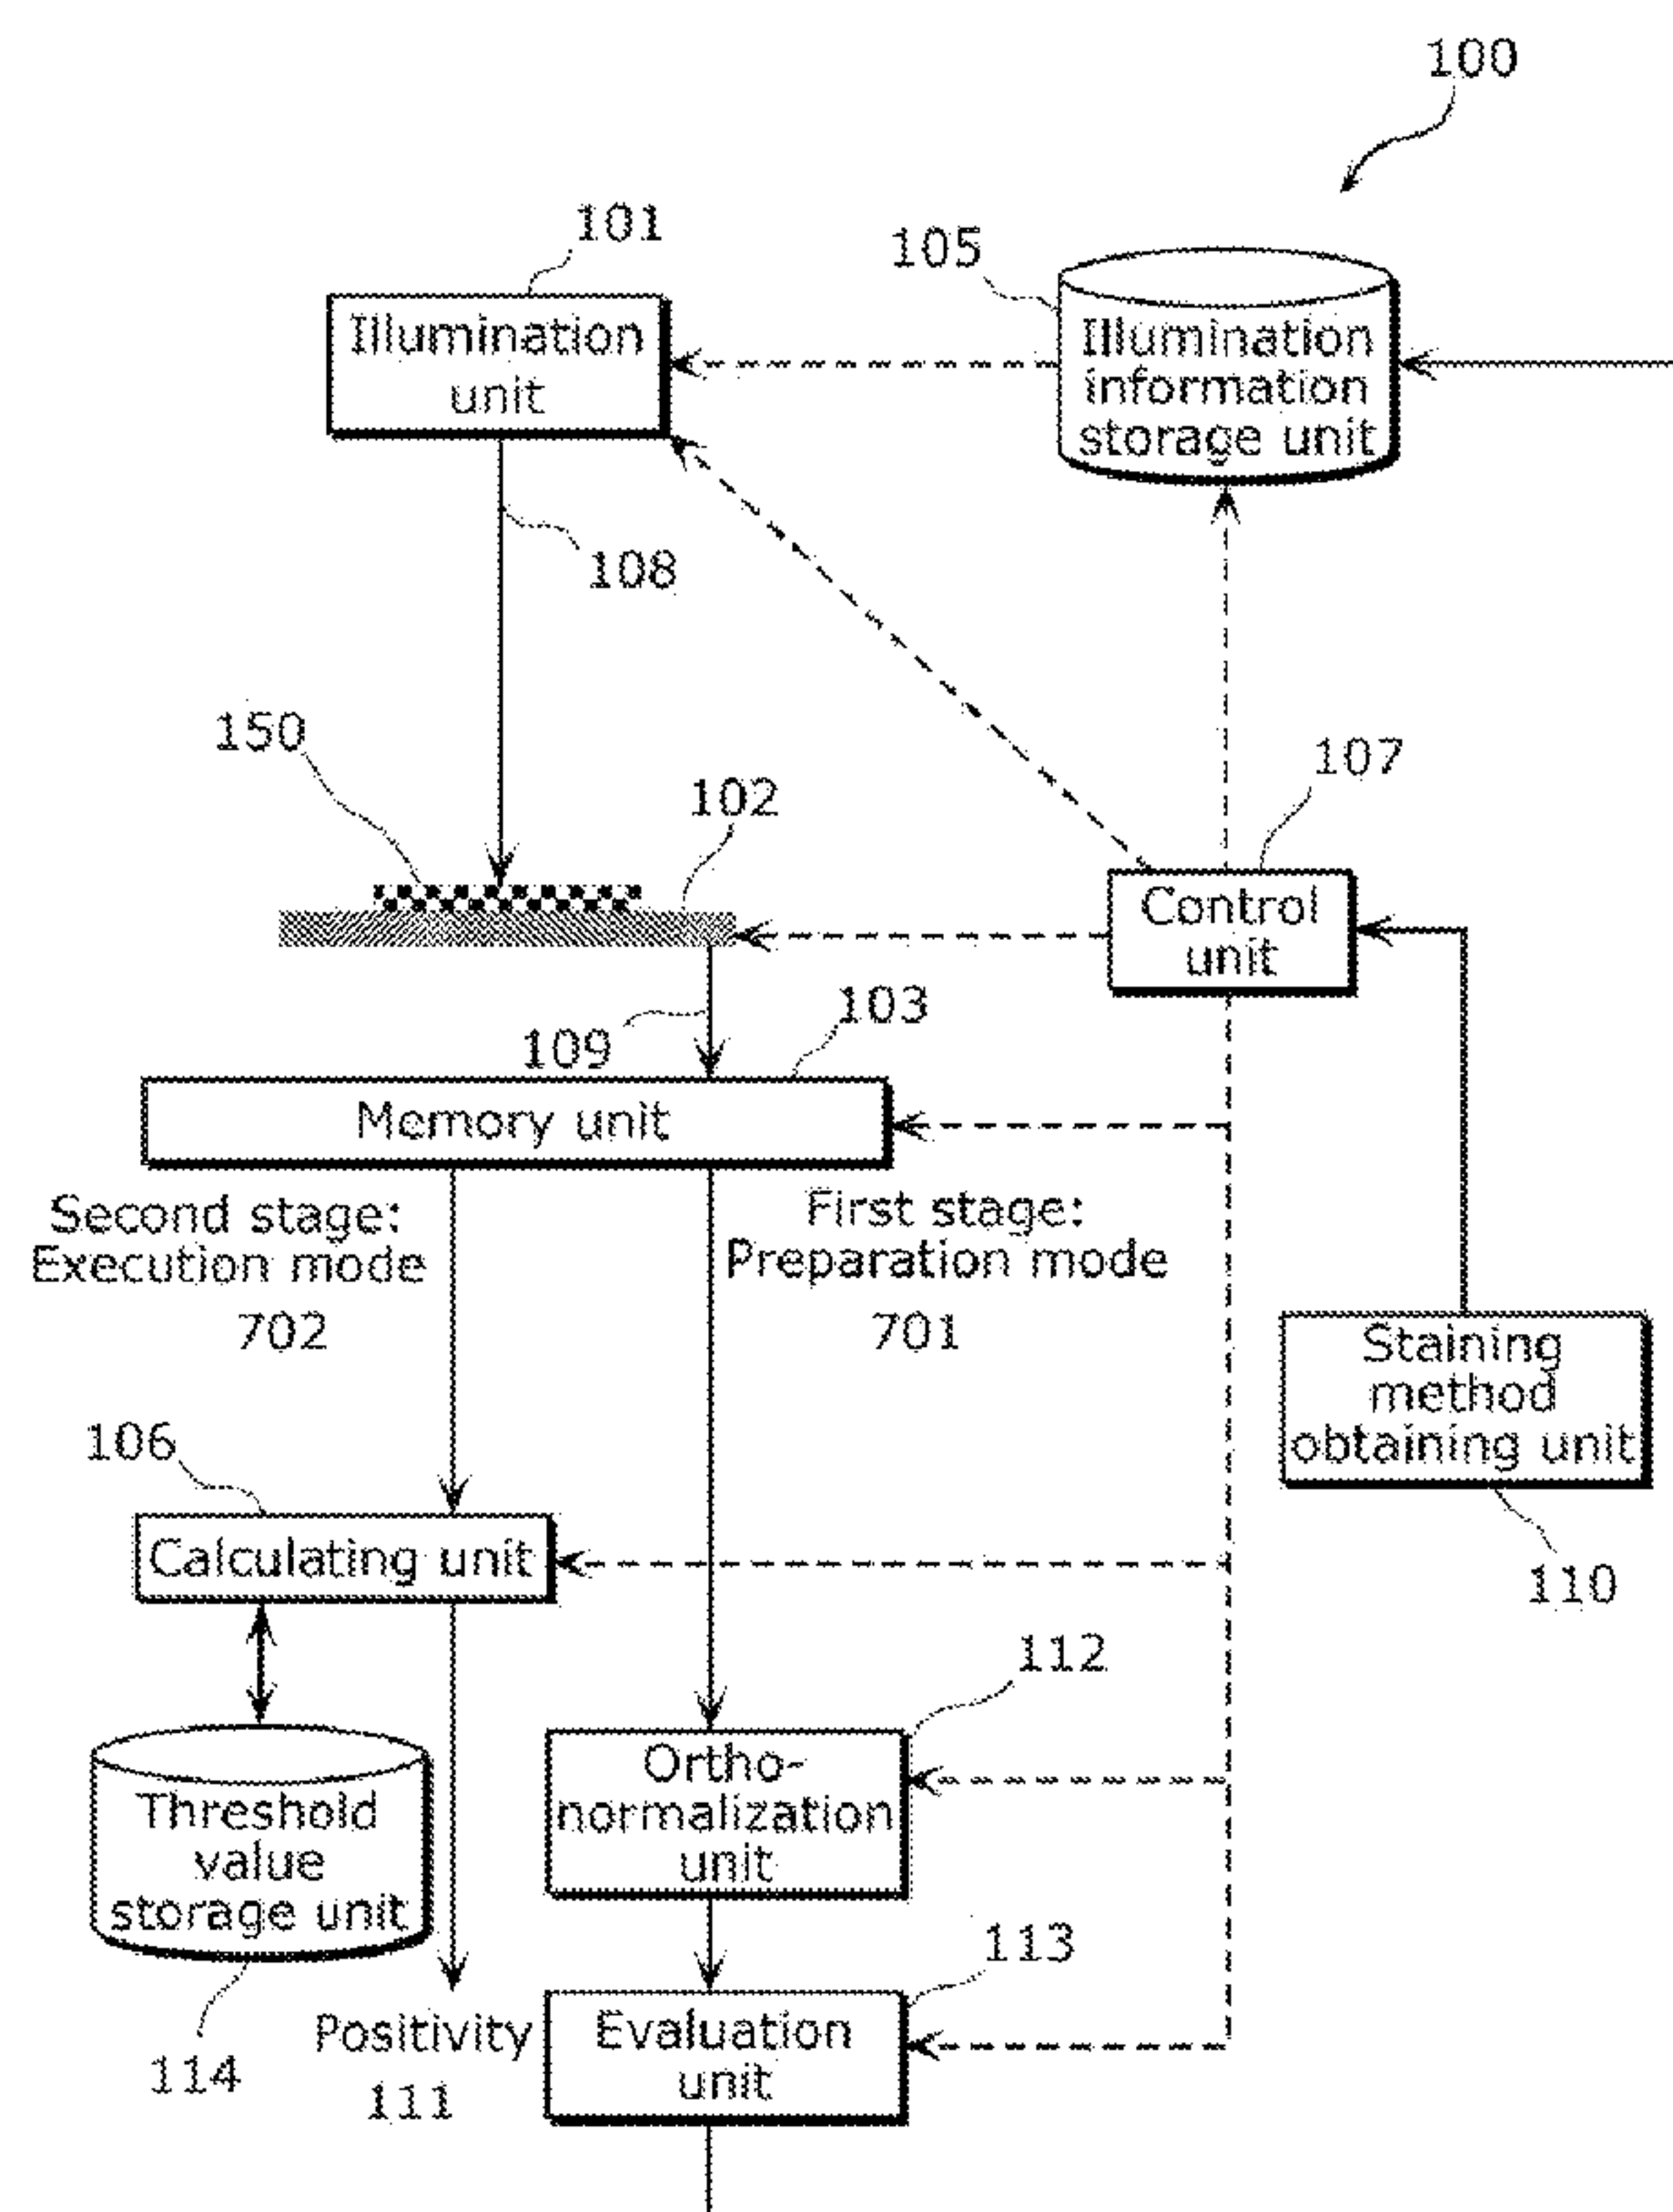 100
101
105
Illumination
unit
Illumination
information
storage unit
108
150
102
107
Control
unit
109
103
Memory unit
Second stage:
Execution mode
702
First stage:
Preparation mode
701
Staining
method
obtaining unit
110
106
Calculating unit
112
Threshold
value
storage unit
114
Ortho-
normalization
unit
113
Positivity
111
Evaluation
unit